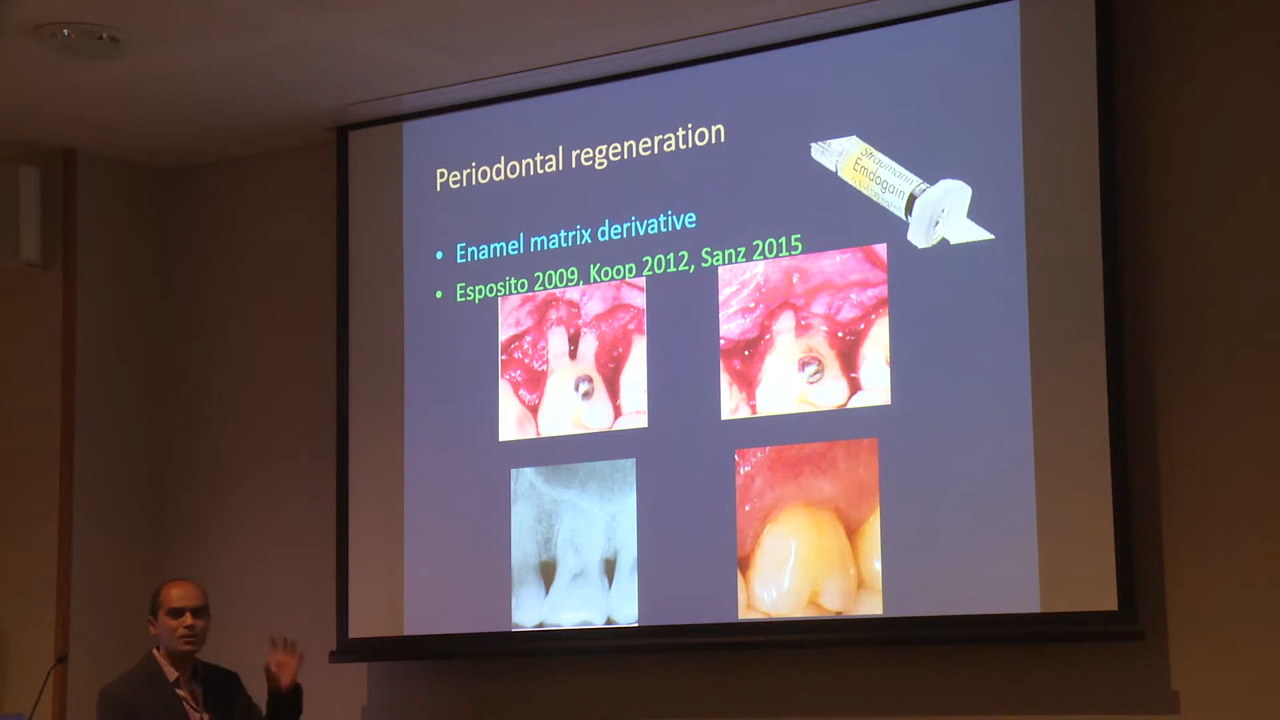 Periodontal regeneration
• Enamel matrix derivative
• Esposito 2009, Koop 2012, Sanz 2015
Straumann
Emdogain